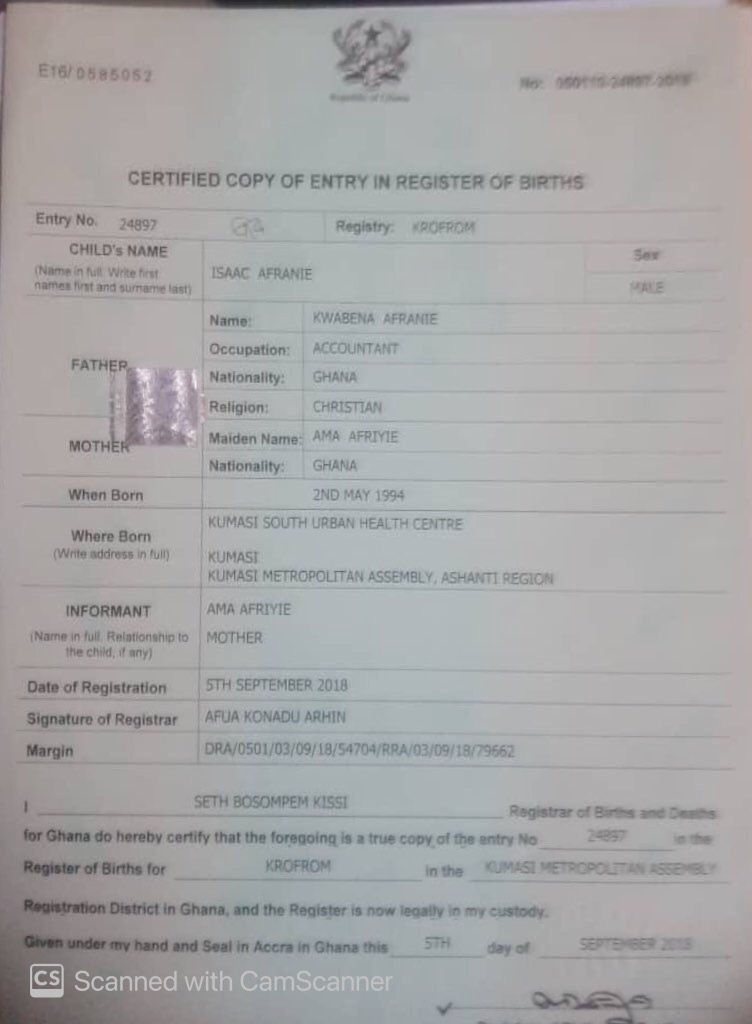 E16/0585052
No: 050110-24897-2018
Republic of Ghana
CERTIFIED COPY OF ENTRY IN REGISTER OF BIRTHS
Entry No. 24897 Registry: KROFROM
CHILD's NAME
(Name in full. Write first names first and surname last)
ISAAC AFRANIE
Sex
MALE
FATHER
Name: KWABENA AFRANIE
Occupation: ACCOUNTANT
Nationality: GHANA
Religion: CHRISTIAN
MOTHER
Maiden Name: AMA AFRIYIE
Nationality: GHANA
When Born 2ND MAY 1994
Where Born
(Write address in full)
KUMASI SOUTH URBAN HEALTH CENTRE
KUMASI
KUMASI METROPOLITAN ASSEMBLY, ASHANTI REGION
INFORMANT
(Name in full. Relationship to the child, if any)
AMA AFRIYIE
MOTHER
Date of Registration 5TH SEPTEMBER 2018
Signature of Registrar AFUA KONADU ARHIN
Margin DRA/0501/03/09/18/54704/RRA/03/09/18/79662
I SETH BOSOMPEM KISSI Registrar of Births and Deaths
for Ghana do hereby certify that the foregoing is a true copy of the entry No 24897 in the
Register of Births for KROFROM In the KUMASI METROPOLITAN ASSEMBLY
Registration District in Ghana, and the Register is now legally in my custody.
Given under my hand and Seal in Accra in Ghana this 5TH day of SEPTEMBER 2018
CS Scanned with CamScanner